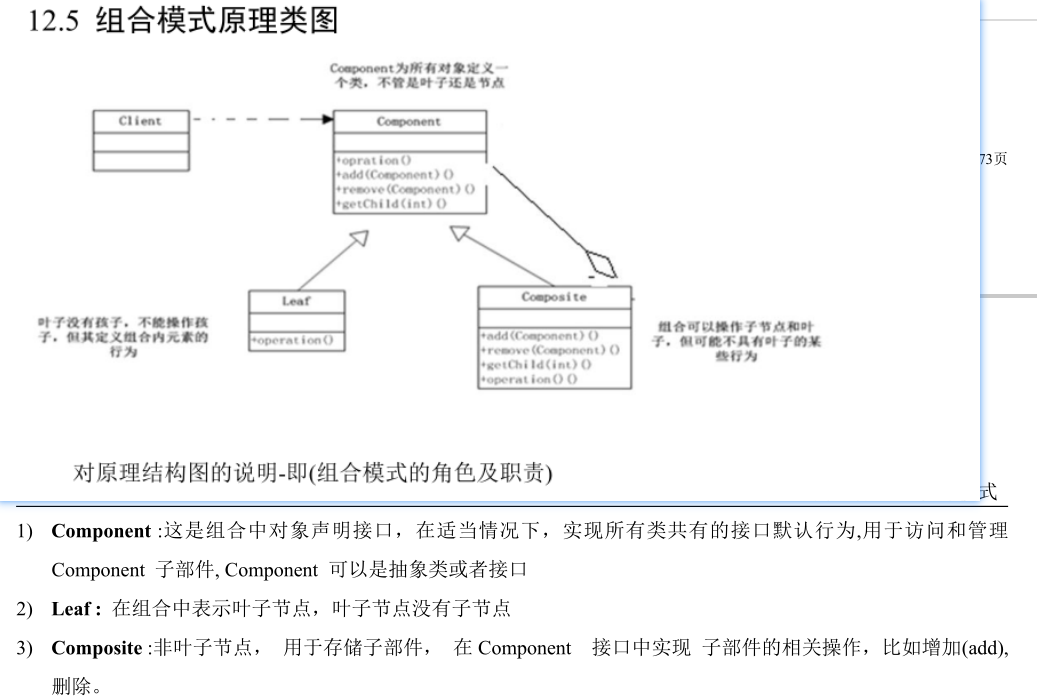 12.5 组合模式原理类图
Component为所有对象定义一
个类，不管是叶子还是节点
Client
Component
+opration()
+add(Component)()
+remove(Component)()
+getChild(int)()
73页
Leaf
+operation()
Composite
+add(Component)()
+remove(Component)()
+getChild(int)()
+operation()()
叶子没有孩子，不能操作孩
子，但其定义组合内元素的
行为
组合可以操作子节点和叶
子，但可能不具有叶子的某
些行为
对原理结构图的说明-即(组合模式的角色及职责)
式
1) Component :这是组合中对象声明接口，在适当情况下，实现所有类共有的接口默认行为,用于访问和管理
Component 子部件, Component 可以是抽象类或者接口
2) Leaf : 在组合中表示叶子节点，叶子节点没有子节点
3) Composite :非叶子节点， 用于存储子部件， 在 Component 接口中实现 子部件的相关操作，比如增加(add),
删除。